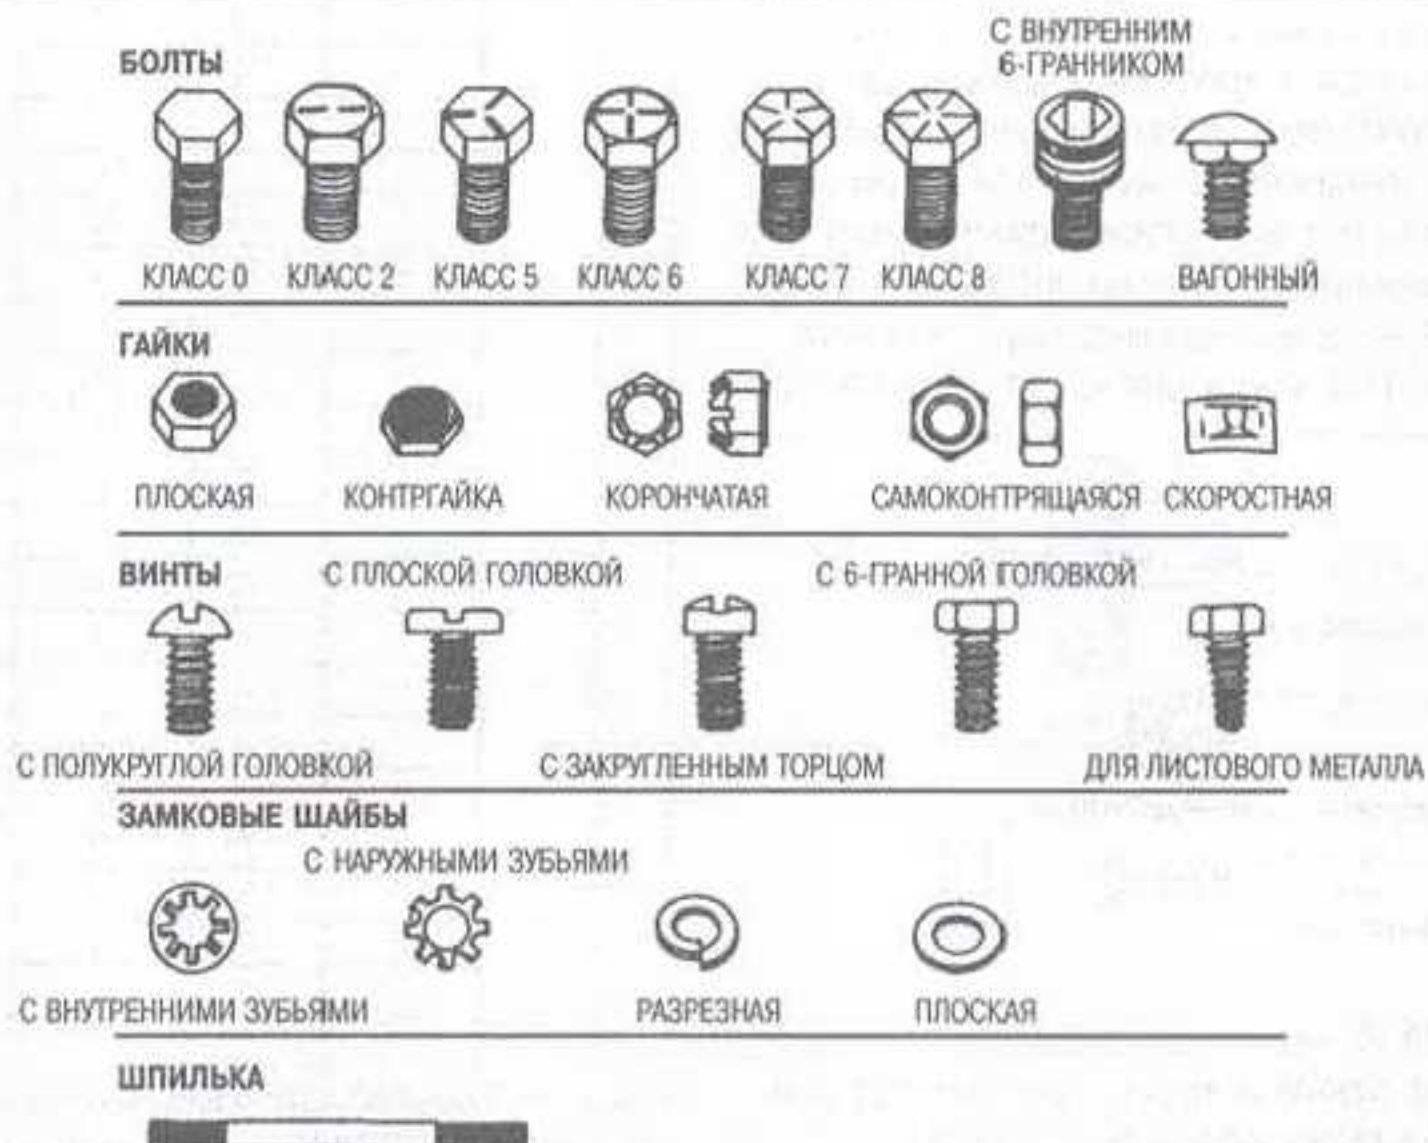 С ВНУТРЕННИМ
6-ГРАННИКОМ
БОЛТЫ
КЛАСС 0 КЛАСС 2 КЛАСС 5 КЛАСС 6 КЛАСС 7 КЛАСС 8 ВАГОННЫЙ
ГАЙКИ
ПЛОСКАЯ КОНТРГАЙКА КОРОНЧАТАЯ САМОКОНТРЯЩАЯСЯ СКОРОСТНАЯ
ВИНТЫ С ПЛОСКОЙ ГОЛОВКОЙ С 6-ГРАННОЙ ГОЛОВКОЙ
С ПОЛУКРУГЛОЙ ГОЛОВКОЙ С ЗАКРУГЛЕННЫМ ТОРЦОМ ДЛЯ ЛИСТОВОГО МЕТАЛЛА
ЗАМКОВЫЕ ШАЙБЫ
С НАРУЖНЫМИ ЗУБЬЯМИ
С ВНУТРЕННИМИ ЗУБЬЯМИ РАЗРЕЗНАЯ ПЛОСКАЯ
ШПИЛЬКА